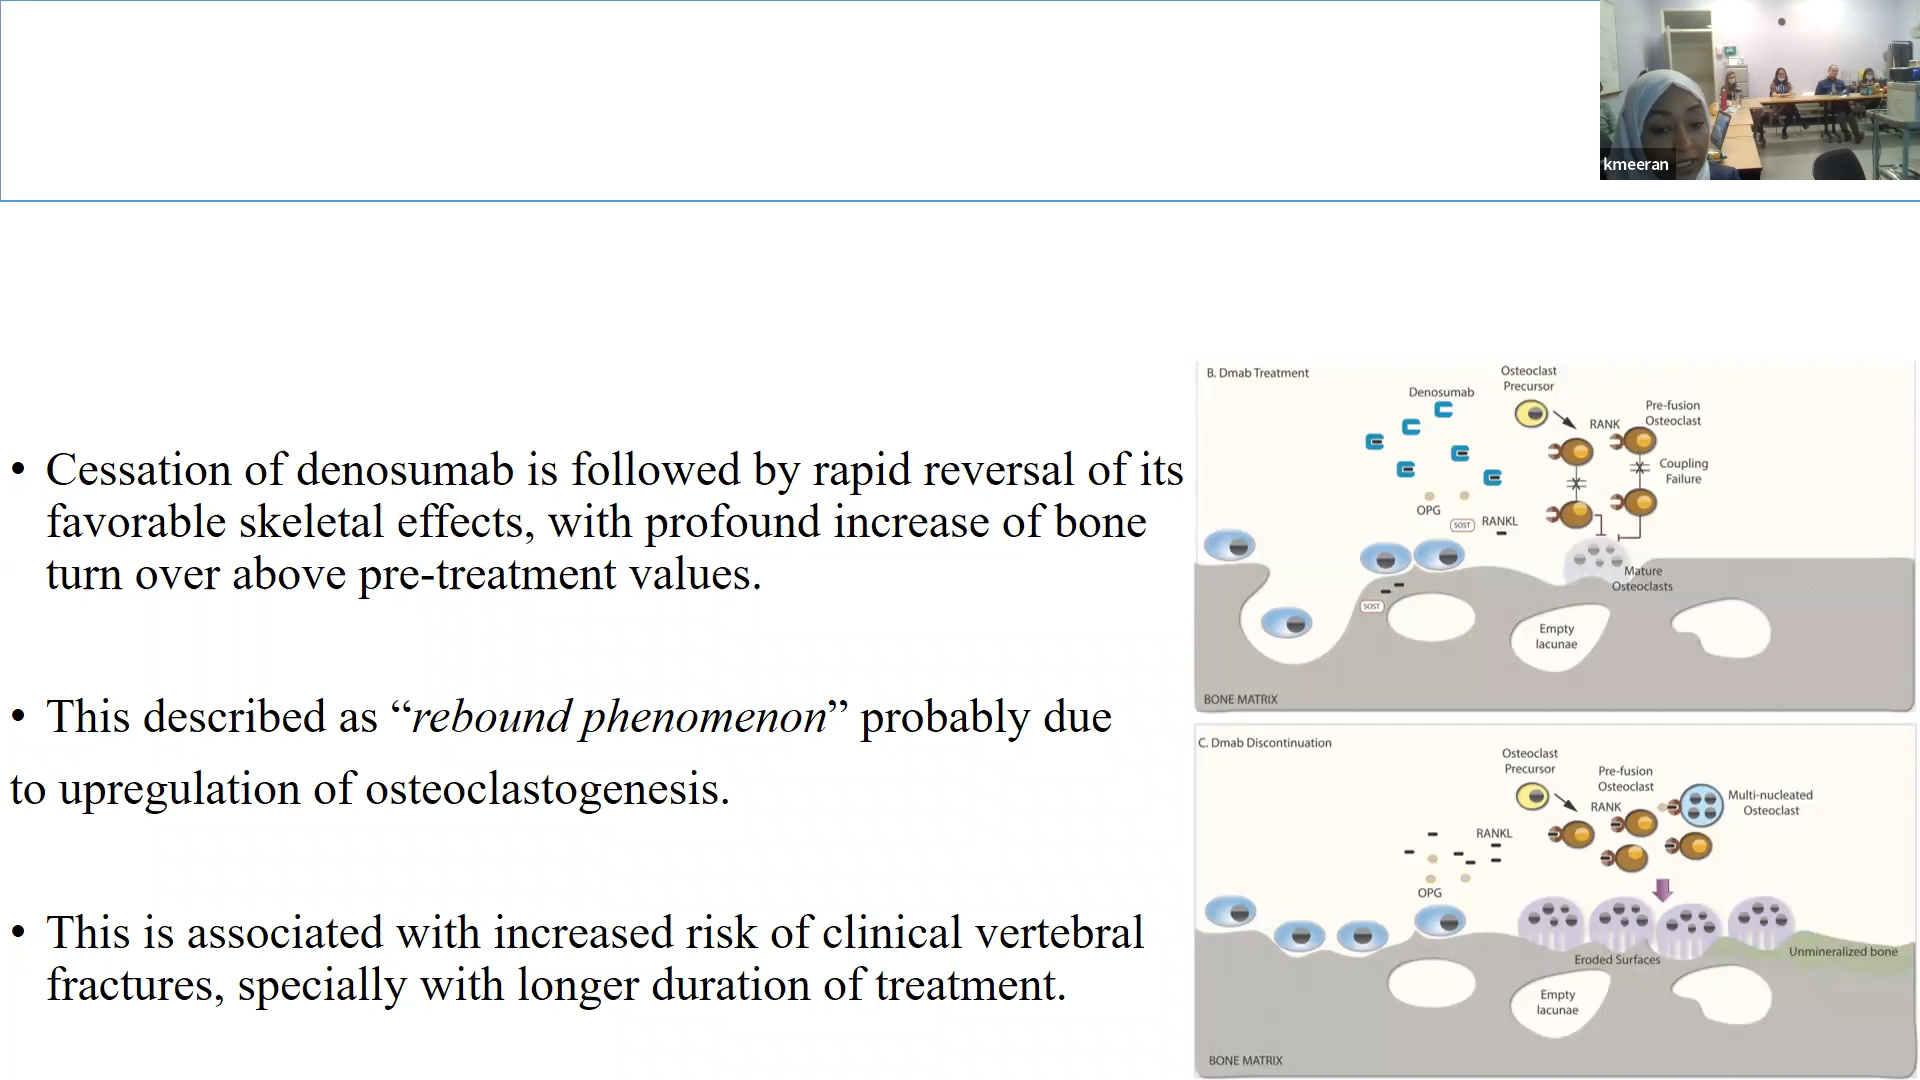 kmeeran
• Cessation of denosumab is followed by rapid reversal of its
favorable skeletal effects, with profound increase of bone
turn over above pre-treatment values.
• This described as “rebound phenomenon” probably due
to upregulation of osteoclastogenesis.
• This is associated with increased risk of clinical vertebral
fractures, specially with longer duration of treatment.
B. Dmab Treatment
Osteoclast
Precursor
Denosumab
Pre-fusion
Osteoclast
RANK
Coupling
Failure
OPG
SOST
RANKL
Mature
Osteoclasts
SOST
Empty
lacunae
BONE MATRIX
C. Dmab Discontinuation
Osteoclast
Precursor
Pre-fusion
Osteoclast
RANK
Multi-nucleated
Osteoclast
RANKL
OPG
Eroded Surfaces
Unmineralized bone
Empty
lacunae
BONE MATRIX